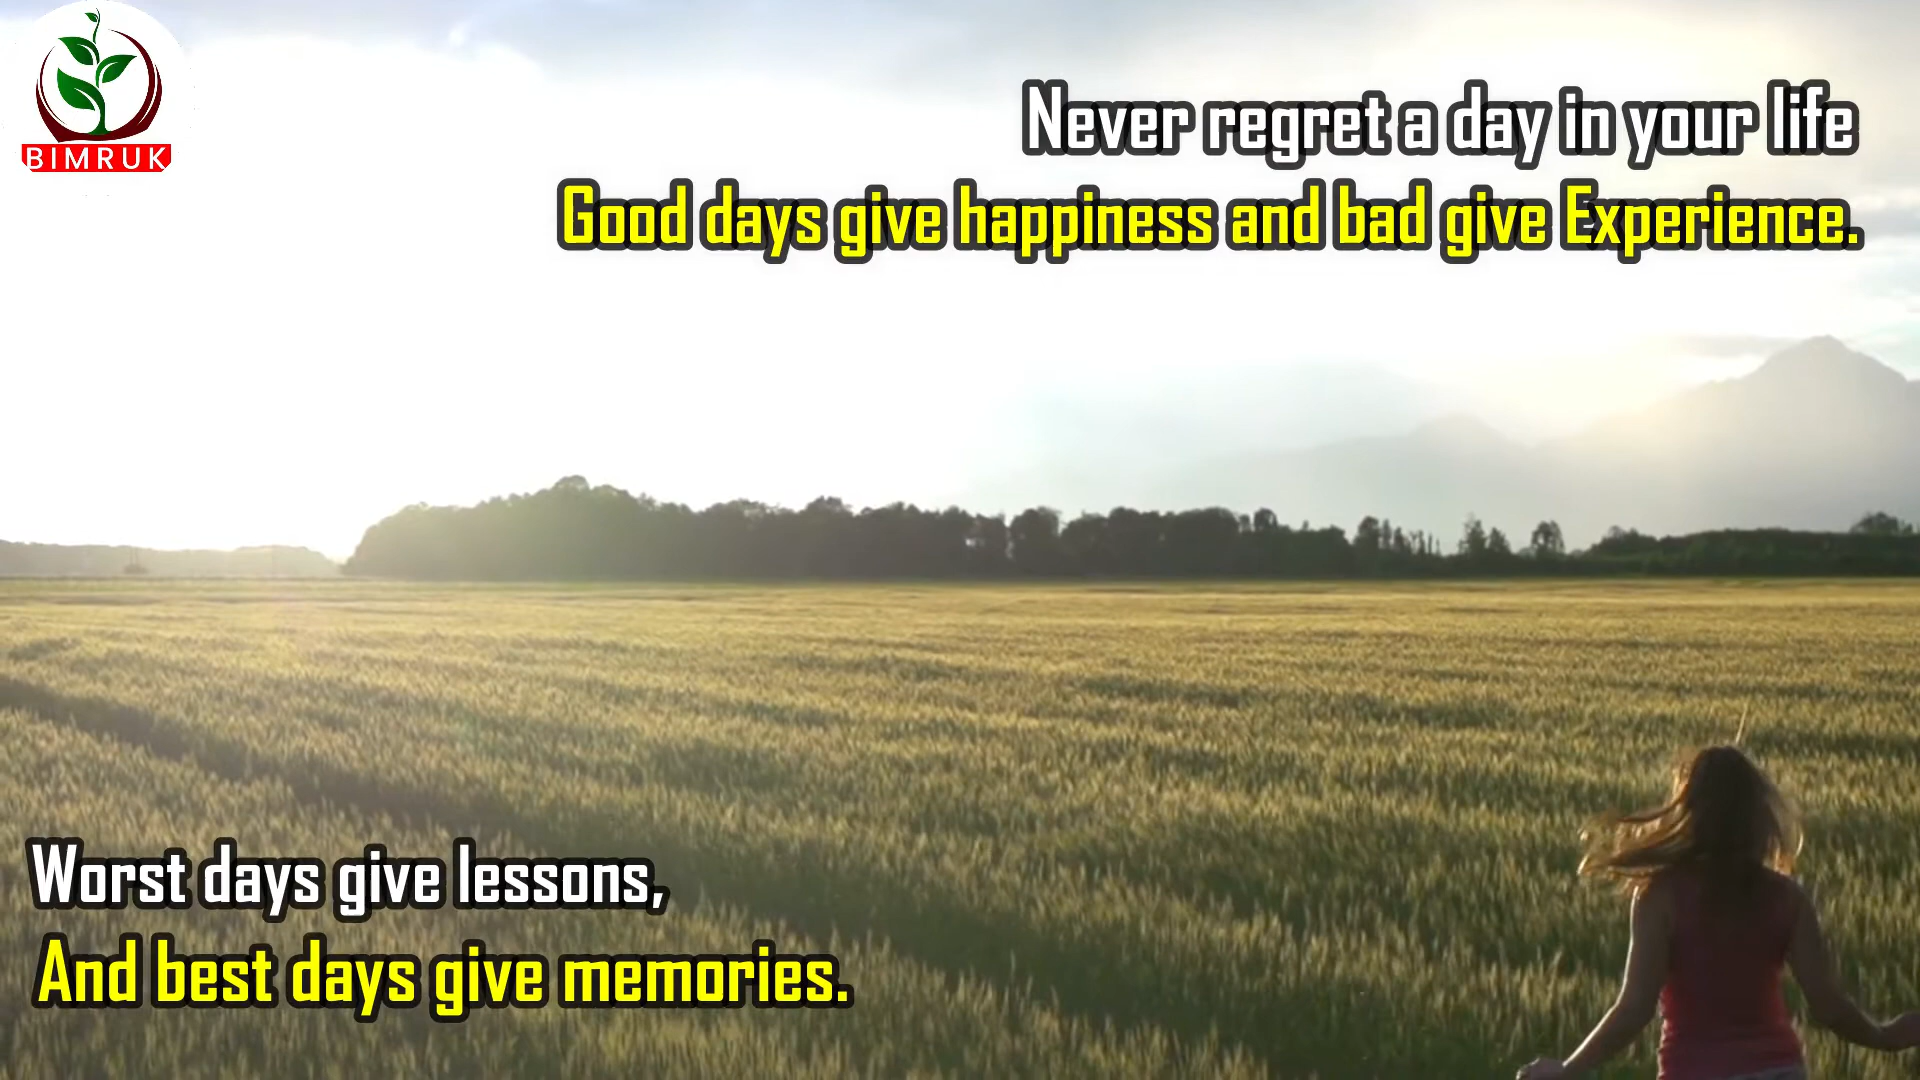 BIMRUK
Never regret a day in your life
Good days give happiness and bad give Experience.
Worst days give lessons,
And best days give memories.